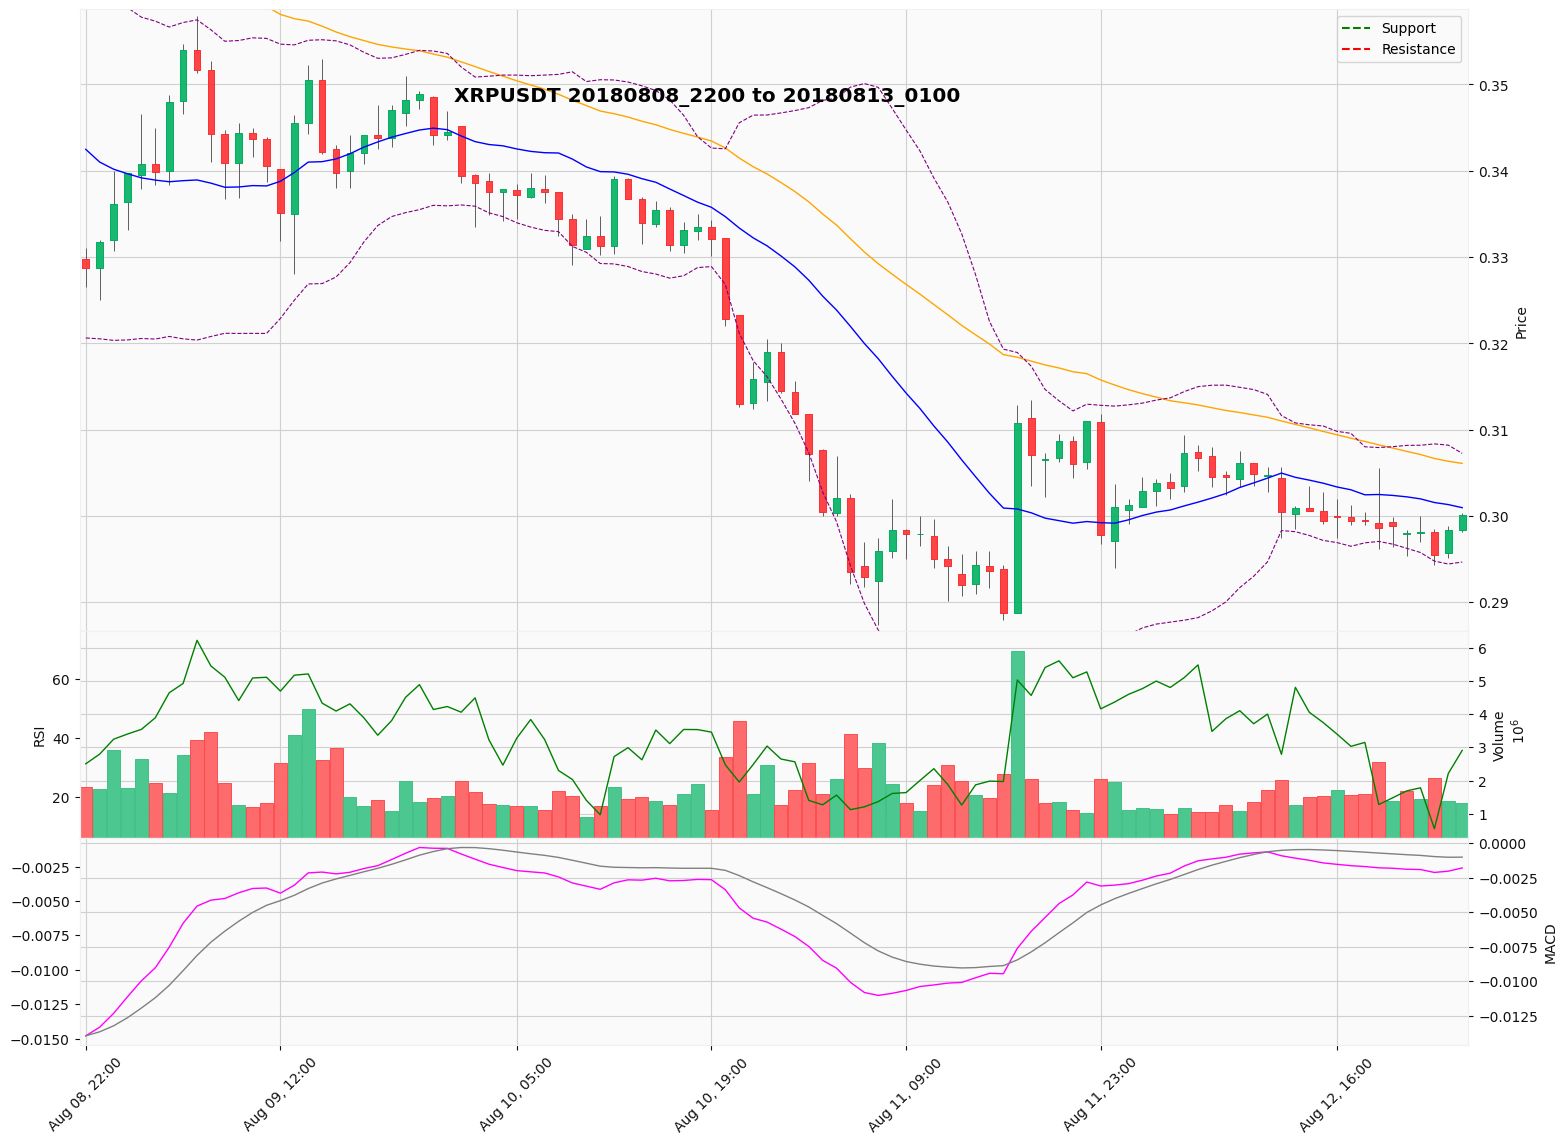 XRPUSDT 20180808_2200 to 20180813_0100
Support
Resistance
0.35
0.34
0.33
0.32
0.31
0.30
0.29
Price
60
40
20
RSI
6
5
4
3
2
1
Volume
10^6
−0.0025
−0.0050
−0.0075
−0.0100
−0.0125
−0.0150
0.0000
−0.0025
−0.0050
−0.0075
−0.0100
−0.0125
MACD
Aug 08, 22:00
Aug 09, 12:00
Aug 10, 05:00
Aug 10, 19:00
Aug 11, 09:00
Aug 11, 23:00
Aug 12, 16:00